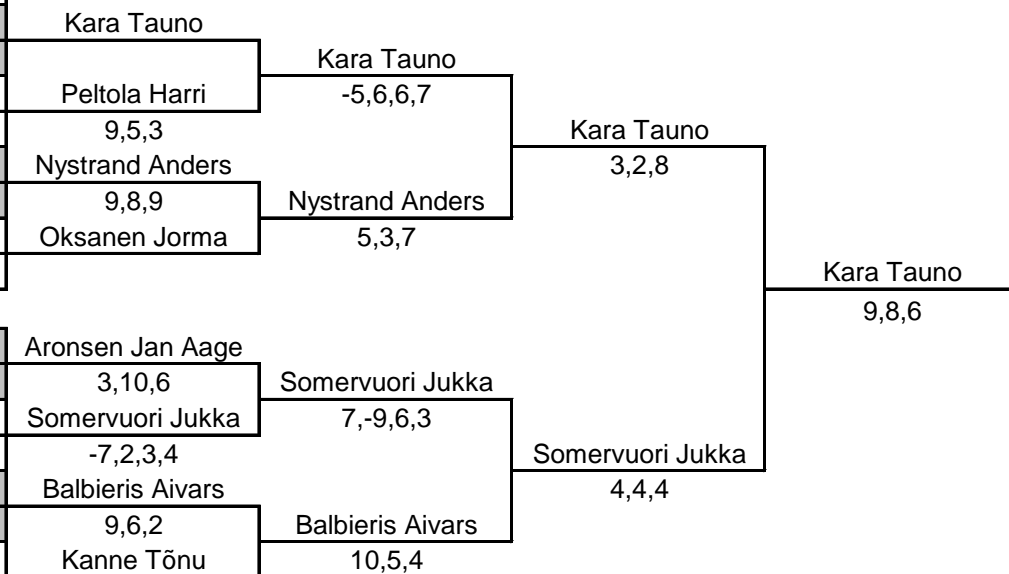 Kara Tauno
Kara Tauno
Peltola Harri
-5,6,6,7
9,5,3
Kara Tauno
Nystrand Anders
3,2,8
9,8,9
Nystrand Anders
Oksanen Jorma
5,3,7
Kara Tauno
9,8,6
Aronsen Jan Aage
3,10,6
Somervuori Jukka
Somervuori Jukka
7,-9,6,3
-7,2,3,4
Somervuori Jukka
Balbieris Aivars
4,4,4
9,6,2
Balbieris Aivars
Kanne Tõnu
10,5,4